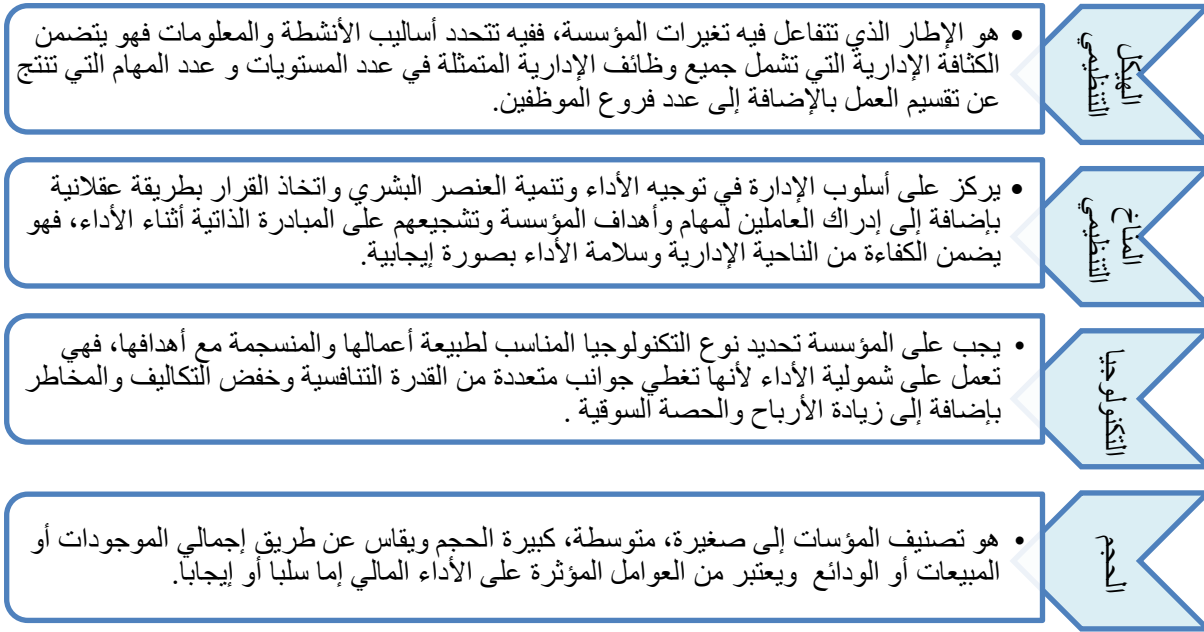 الهيكل
التنظيمي
• هو الإطار الذي تتفاعل فيه تغيرات المؤسسة، ففيه تتحدد أساليب الأنشطة والمعلومات فهو يتضمن
الكثافة الإدارية التي تشمل جميع وظائف الإدارية المتمثلة في عدد المستويات و عدد المهام التي تنتج
عن تقسيم العمل بالإضافة إلى عدد فروع الموظفين.
المناخ
التنظيمي
• يركز على أسلوب الإدارة في توجيه الأداء وتنمية العنصر البشري واتخاذ القرار بطريقة عقلانية
بإضافة إلى إدراك العاملين لمهام وأهداف المؤسسة وتشجيعهم على المبادرة الذاتية أثناء الأداء، فهو
يضمن الكفاءة من الناحية الإدارية وسلامة الأداء بصورة إيجابية.
التكنولوجيا
• يجب على المؤسسة تحديد نوع التكنولوجيا المناسب لطبيعة أعمالها والمنسجمة مع أهدافها، فهي
تعمل على شمولية الأداء لأنها تغطي جوانب متعددة من القدرة التنافسية وخفض التكاليف والمخاطر
بإضافة إلى زيادة الأرباح والحصة السوقية .
الحجم
• هو تصنيف المؤسات إلى صغيرة، متوسطة، كبيرة الحجم ويقاس عن طريق إجمالي الموجودات أو
المبيعات أو الودائع ويعتبر من العوامل المؤثرة على الأداء المالي إما سلبا أو إيجابا.